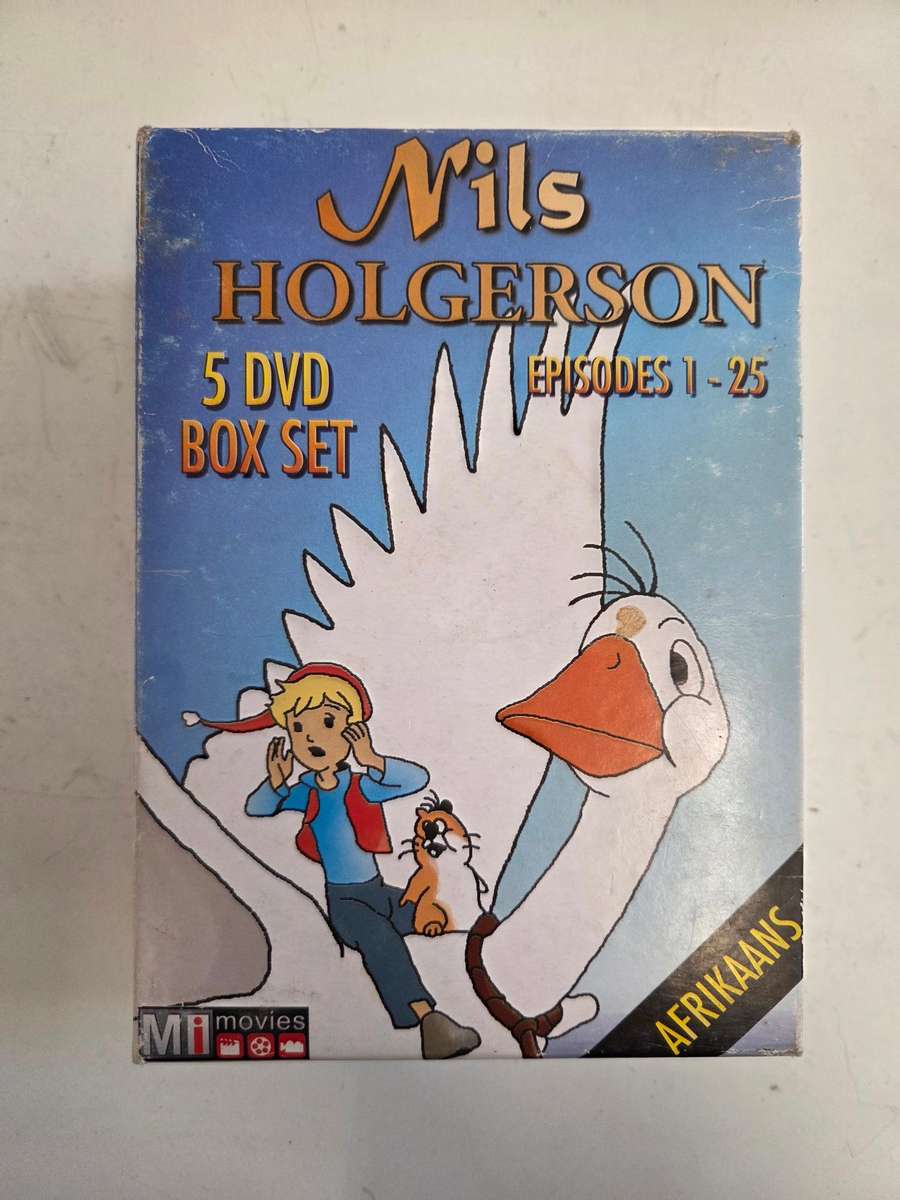 Nils
HOLGERSON
5 DVD
BOX SET
EPISODES 1 - 25
AFRIKAANS
Mi movies